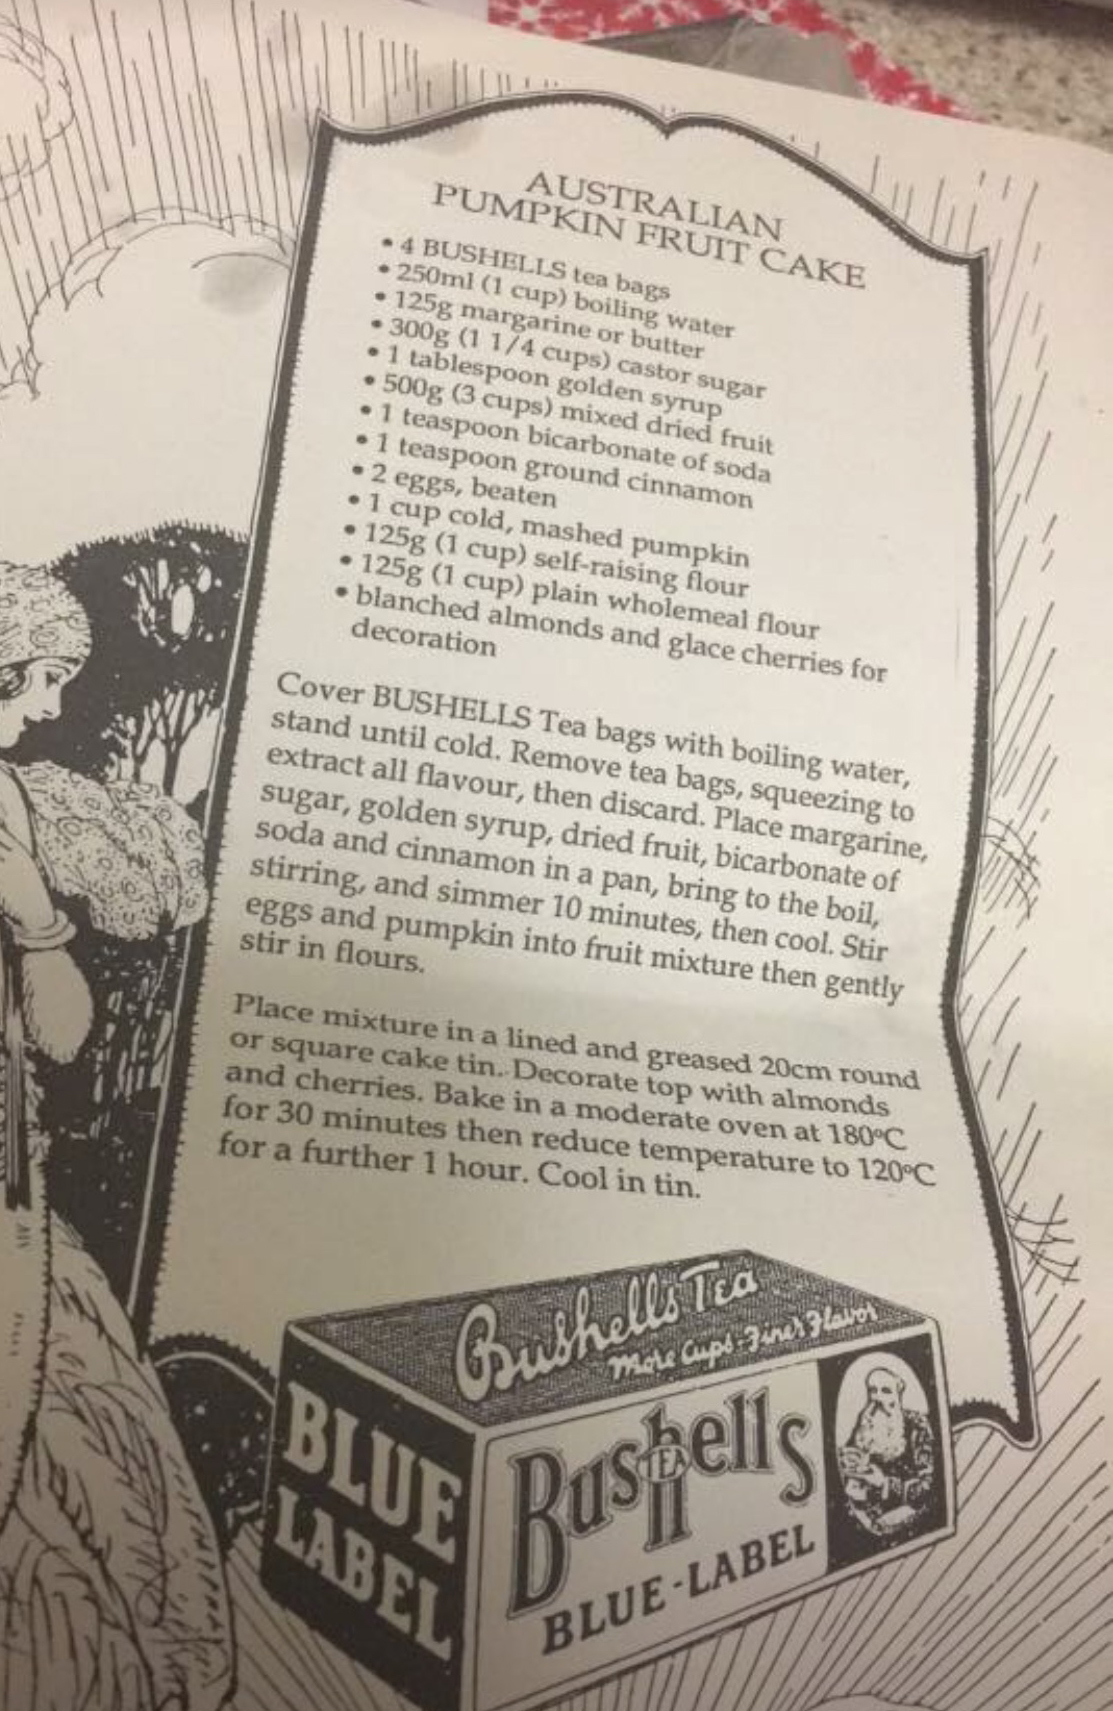 AUSTRALIAN
PUMPKIN FRUIT CAKE
• 4 BUSHELLS tea bags
• 250ml (1 cup) boiling water
• 125g margarine or butter
• 300g (1 1/4 cups) castor sugar
• 1 tablespoon golden syrup
• 500g (3 cups) mixed dried fruit
• 1 teaspoon bicarbonate of soda
• 1 teaspoon ground cinnamon
• 2 eggs, beaten
• 1 cup cold, mashed pumpkin
• 125g (1 cup) self-raising flour
• 125g (1 cup) plain wholemeal flour
• blanched almonds and glace cherries for
decoration
Cover BUSHELLS Tea bags with boiling water,
stand until cold. Remove tea bags, squeezing to
extract all flavour, then discard. Place margarine,
sugar, golden syrup, dried fruit, bicarbonate of
soda and cinnamon in a pan, bring to the boil,
stirring, and simmer 10 minutes, then cool. Stir
eggs and pumpkin into fruit mixture then gently
stir in flours.
Place mixture in a lined and greased 20cm round
or square cake tin. Decorate top with almonds
and cherries. Bake in a moderate oven at 180°C
for 30 minutes then reduce temperature to 120°C
for a further 1 hour. Cool in tin.
Bushells Tea
More Cups-Finer Flavor
BLUE
LABEL
Bushells
TEA
BLUE-LABEL